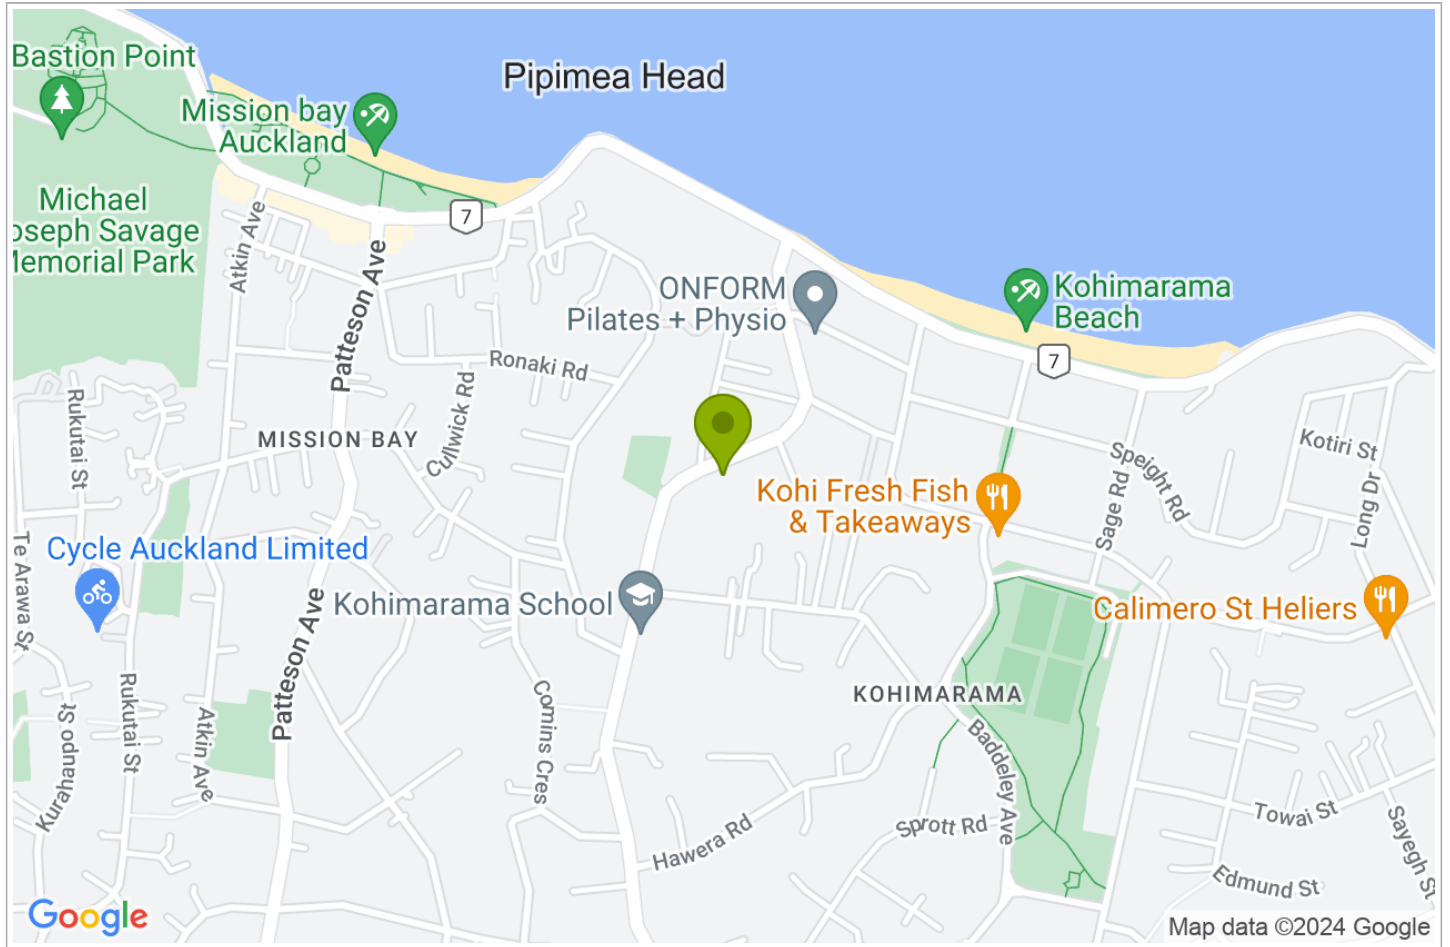 Bastion Point
Pipimea Head
Mission bay
Auckland
Michael
oseph Savage
Memorial Park
7
Atkin Ave
Patteson Ave
ONFORM
Pilates + Physio
Kohimarama
Beach
7
Ronaki Rd
Cullwick Rd
Rukutai St
MISSION BAY
Kotiri St
Speight Rd
Long Dr
Sage Rd
Kohi Fresh Fish
& Takeaways
Te Arawa St
Cycle Auckland Limited
Kohimarama School
Calimero St Heliers
Patteson Ave
KOHIMARAMA
Rukutai St
Kurahaupo St
Atkin Ave
Comins Cres
Baddeley Ave
Hawera Rd
Sprott Rd
Towai St
Sayegh St
Edmund St
Google
Map data ©2024 Google